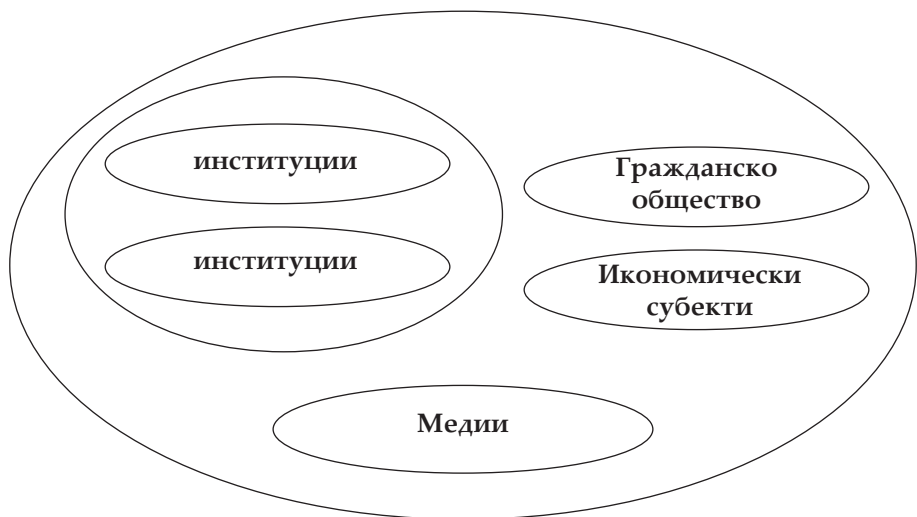 институции
институции
Гражданско
общество
Икономически
субекти
Медии